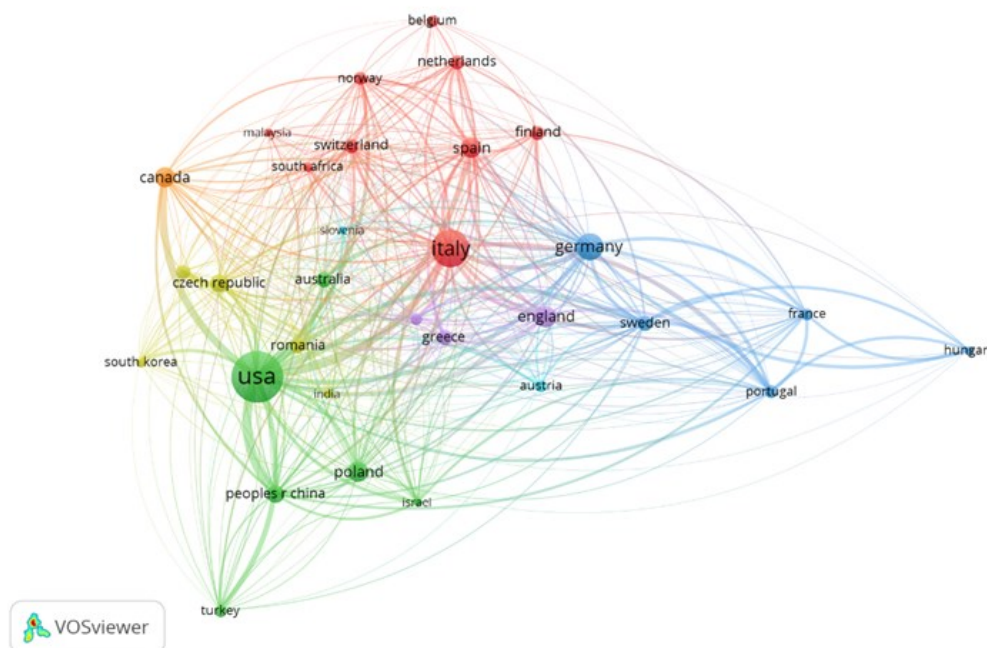 belgium
netherlands
norway
malaysia
finland
switzerland
spain
south africa
canada
slovenia
italy
germany
czech republic
australia
france
england
sweden
greece
romania
hungar
south korea
usa
austria
india
portugal
poland
peoples r china
israel
turkey
VOSviewer